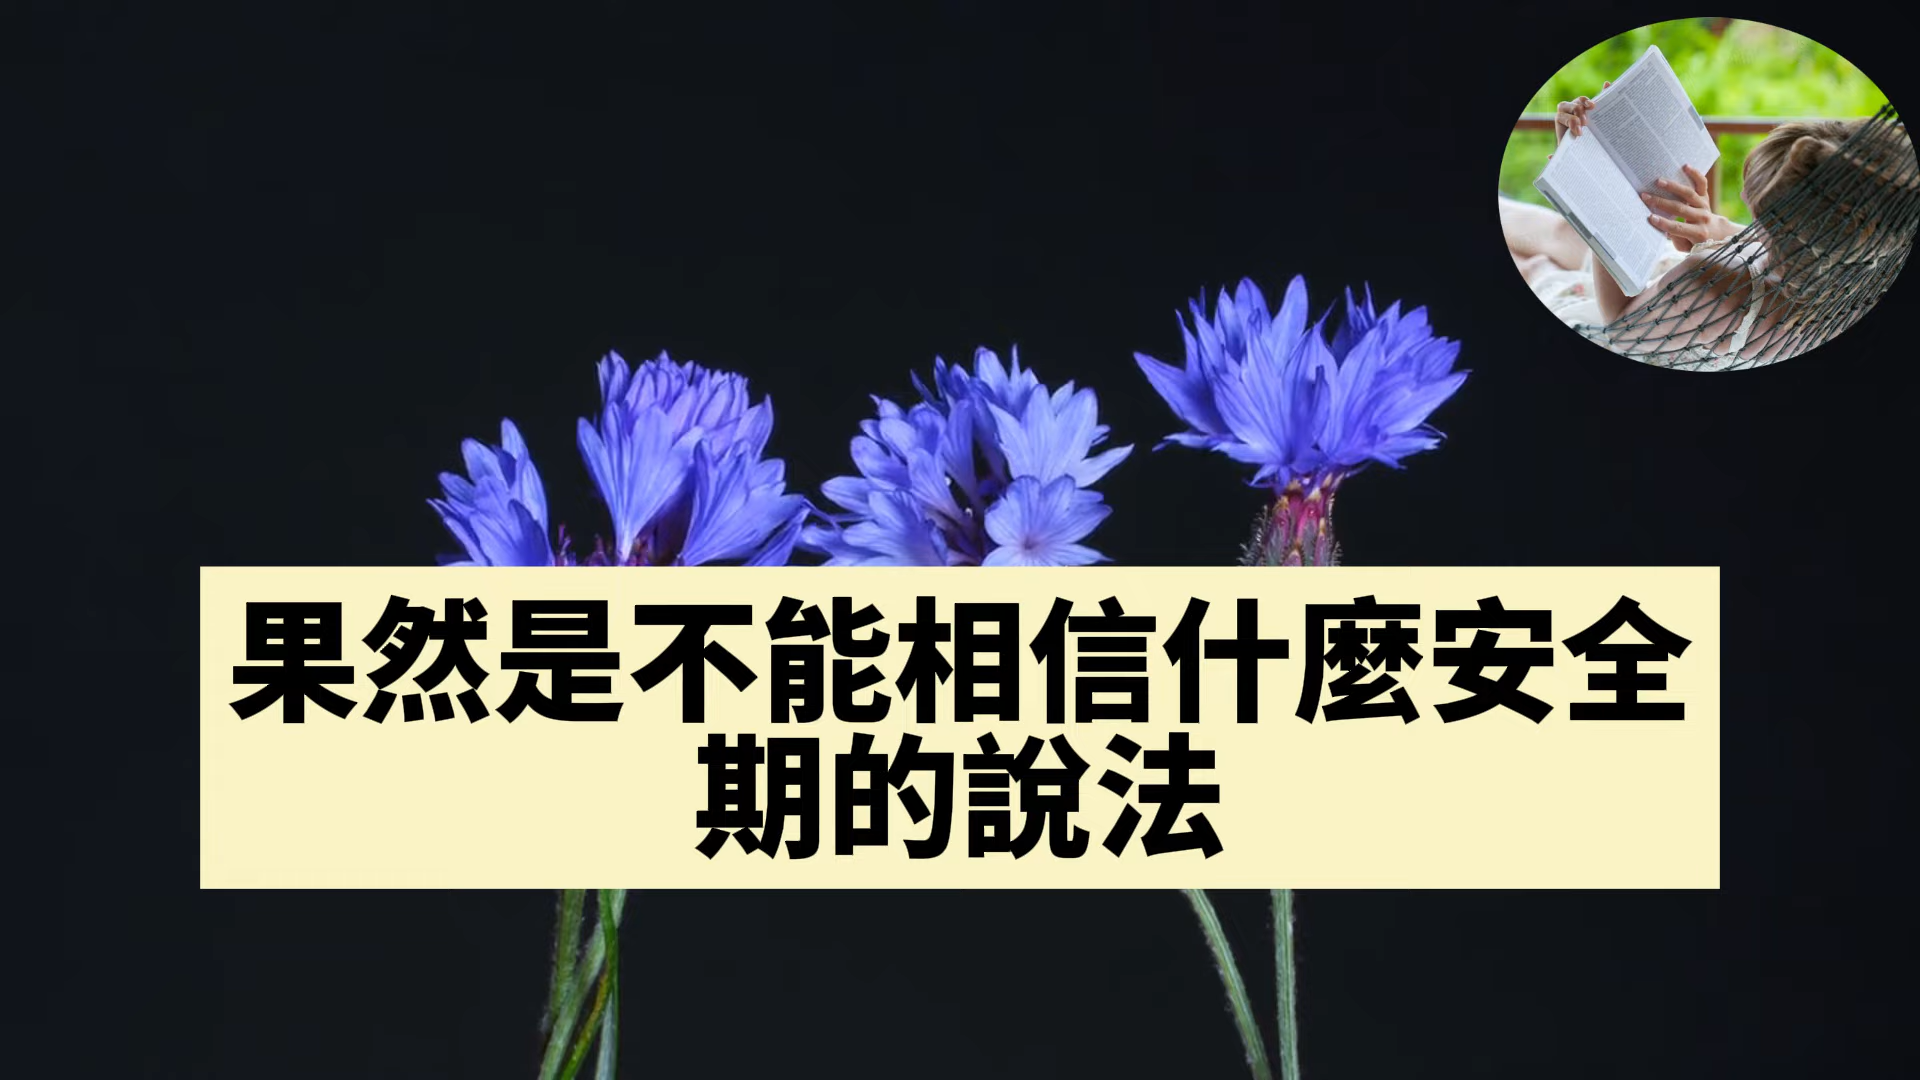 果然是不能相信什麼安全
期的說法